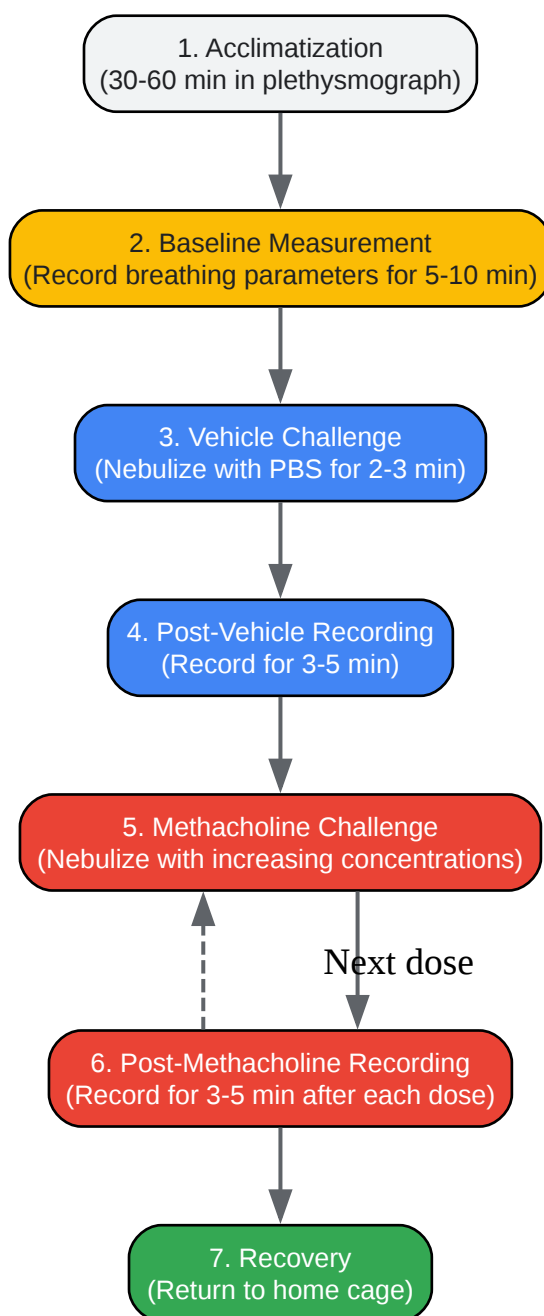 1. Acclimatization
(30-60 min in plethysmograph)
2. Baseline Measurement
(Record breathing parameters for 5-10 min)
3. Vehicle Challenge
(Nebulize with PBS for 2-3 min)
4. Post-Vehicle Recording
(Record for 3-5 min)
5. Methacholine Challenge
(Nebulize with increasing concentrations)
Next dose
6. Post-Methacholine Recording
(Record for 3-5 min after each dose)
7. Recovery
(Return to home cage)